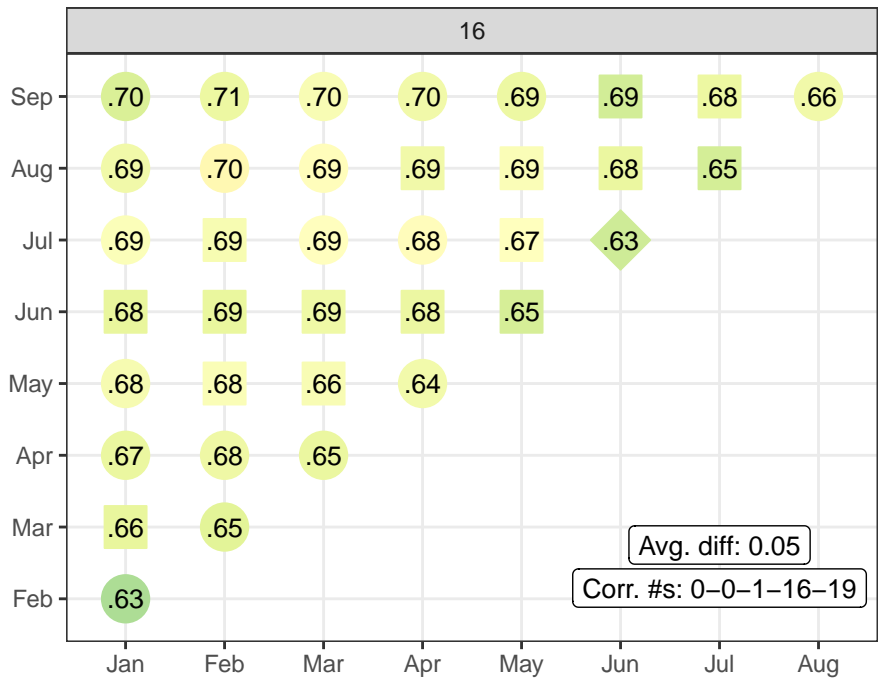 16
Sep .70 .71 .70 .70 .69 .69 .68 .66
Aug .69 .70 .69 .69 .69 .68 .65
Jul .69 .69 .69 .68 .67 .63
Jun .68 .69 .69 .68 .65
May .68 .68 .66 .64
Apr .67 .68 .65
Mar .66 .65
Avg. diff: 0.05
Feb .63
Corr. #s: 0−0−1−16−19
Jan Feb Mar Apr May Jun Jul Aug